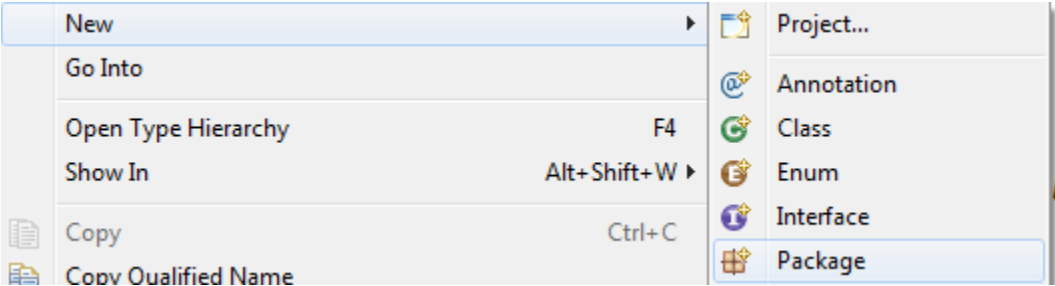 New
Go Into
Open Type Hierarchy F4
Show In Alt+Shift+W
Copy Ctrl+C
Copy Qualified Name
Project...
Annotation
Class
Enum
Interface
Package